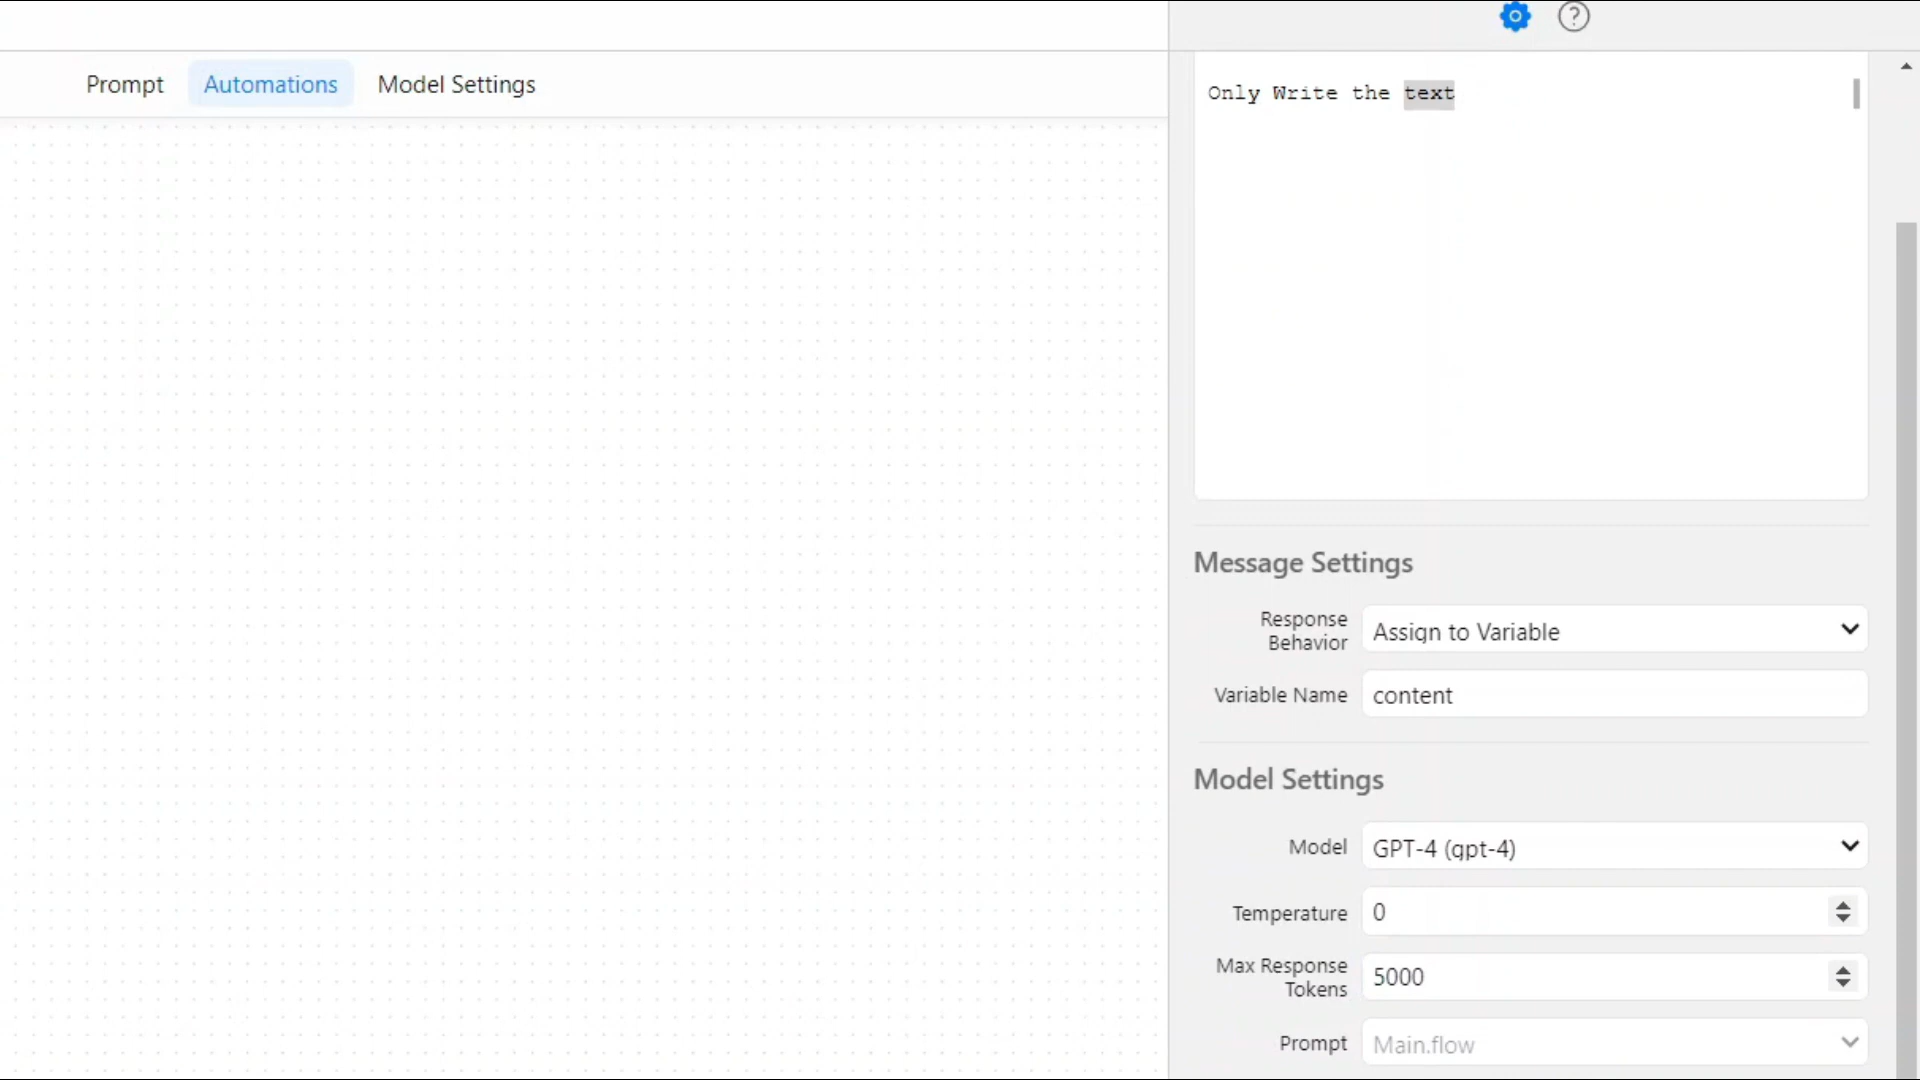 Prompt Automations Model Settings
Only Write the text
Message Settings
Response Behavior Assign to Variable
Variable Name content
Model Settings
Model GPT-4 (gpt-4)
Temperature 0
Max Response Tokens 5000
Prompt Main.flow